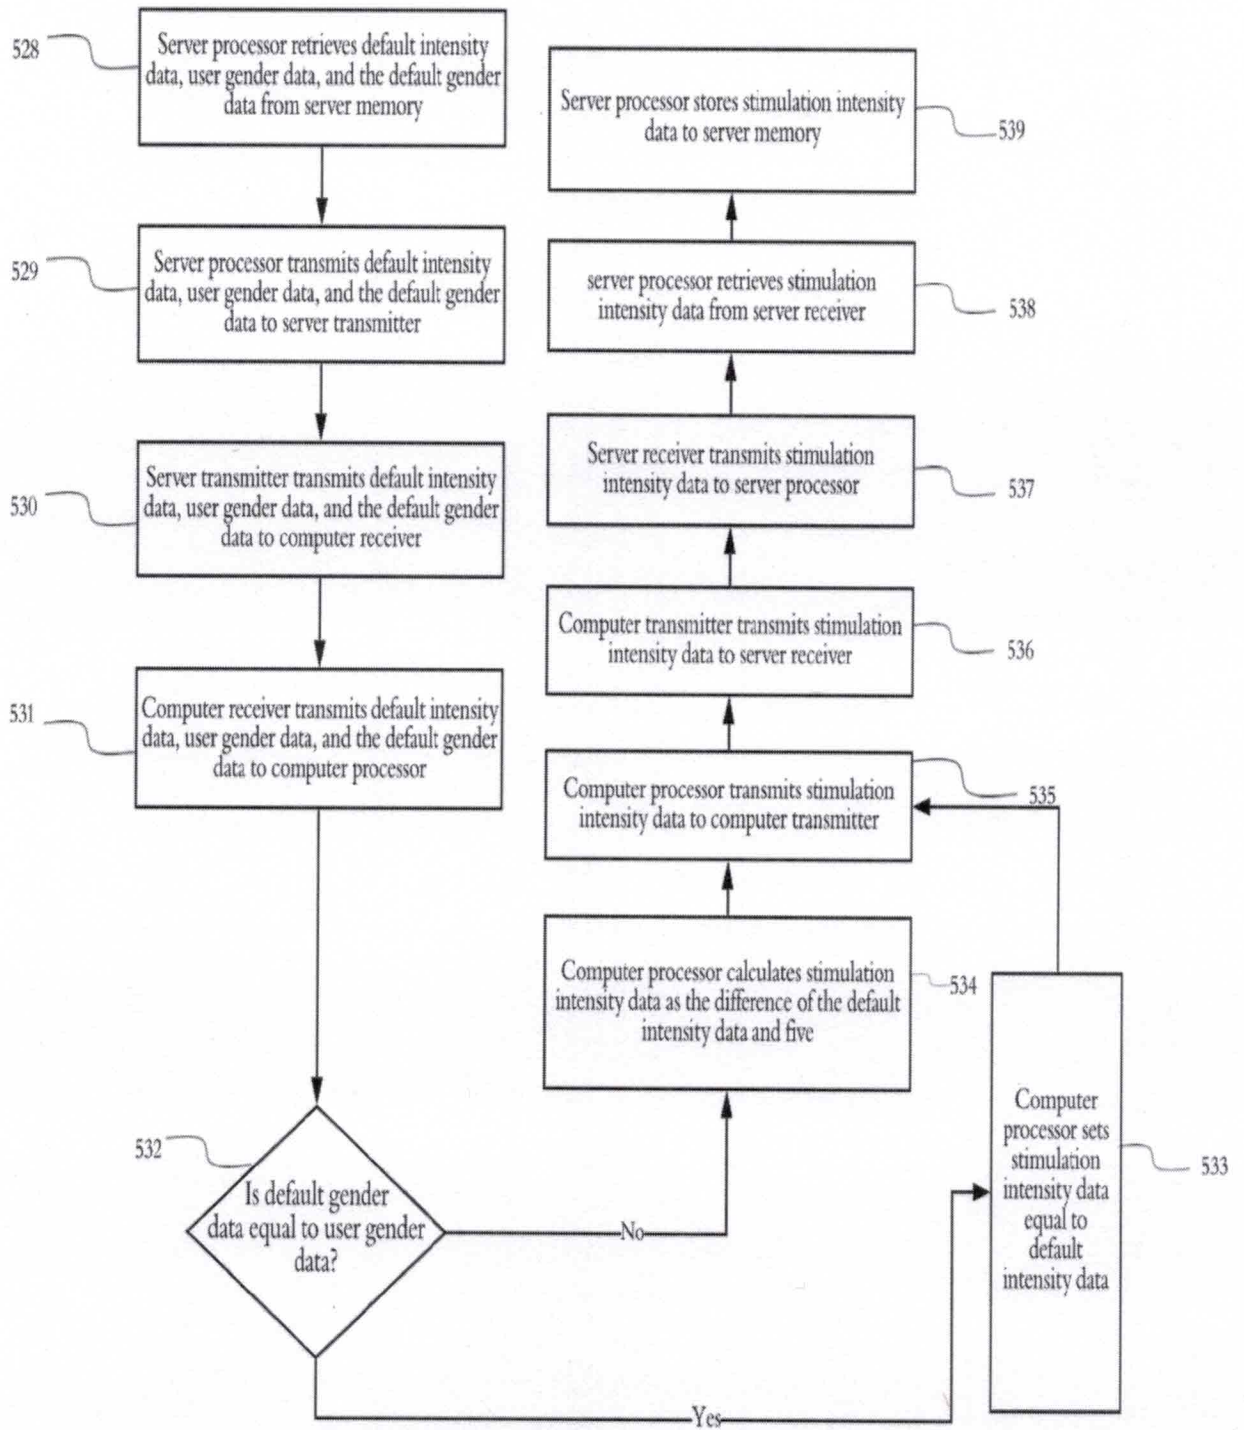 528
Server processor retrieves default intensity
data, user gender data, and the default gender
data from server memory
529
Server processor transmits default intensity
data, user gender data, and the default gender
data to server transmitter
530
Server transmitter transmits default intensity
data, user gender data, and the default gender
data to computer receiver
531
Computer receiver transmits default intensity
data, user gender data, and the default gender
data to computer processor
532
Is default gender
data equal to user gender
data?
No
Yes
Computer
processor sets
stimulation
intensity data
equal to
default
intensity data
533
Computer processor calculates stimulation
intensity data as the difference of the default
intensity data and five
534
Computer processor transmits stimulation
intensity data to computer transmitter
535
Computer transmitter transmits stimulation
intensity data to server receiver
536
Server receiver transmits stimulation
intensity data to server processor
537
server processor retrieves stimulation
intensity data from server receiver
538
Server processor stores stimulation intensity
data to server memory
539